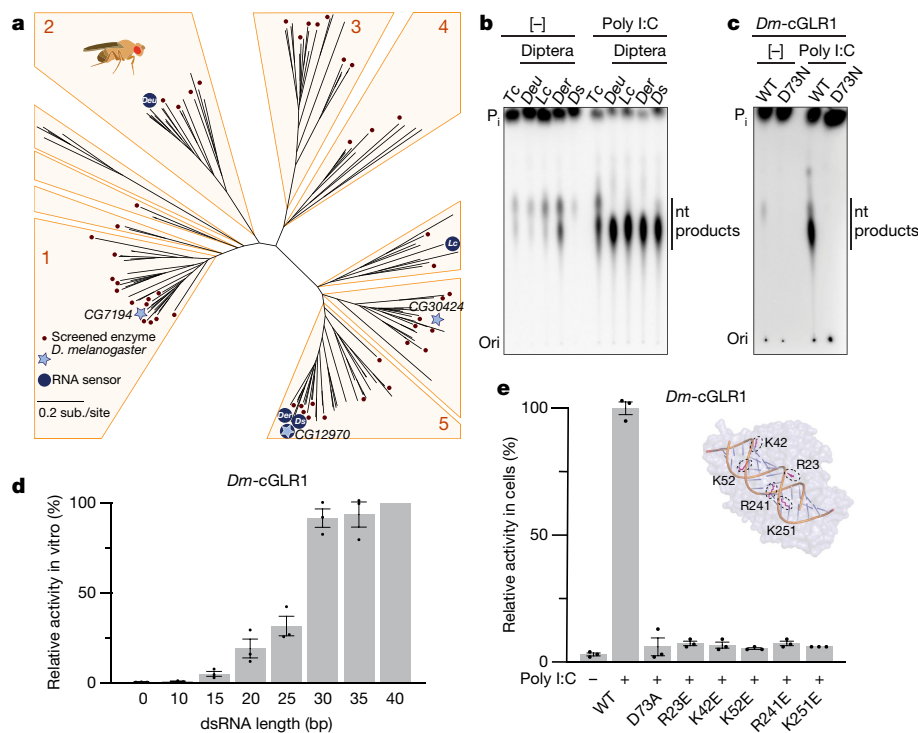 a
2
3
4
Deu
Lc
1
CG7194
CG30424
Screened enzyme
D. melanogaster
RNA sensor
0.2 sub./site
Der
Ds
CG12970
5
b
[–] Poly I:C
Diptera Diptera
Tc Deu Lc Der Ds Tc Deu Lc Der Ds
Pi
nt
products
Ori
c
Dm-cGLR1
[–] Poly I:C
WT D73N WT D73N
Pi
nt
products
Ori
d
Dm-cGLR1
Relative activity in vitro (%)
100
50
0
0 10 15 20 25 30 35 40
dsRNA length (bp)
e
Dm-cGLR1
Relative activity in cells (%)
100
50
0
K42
K52
R23
R241
K251
Poly I:C – + + + + + + +
WT D73A R23E K42E K52E R241E K251E